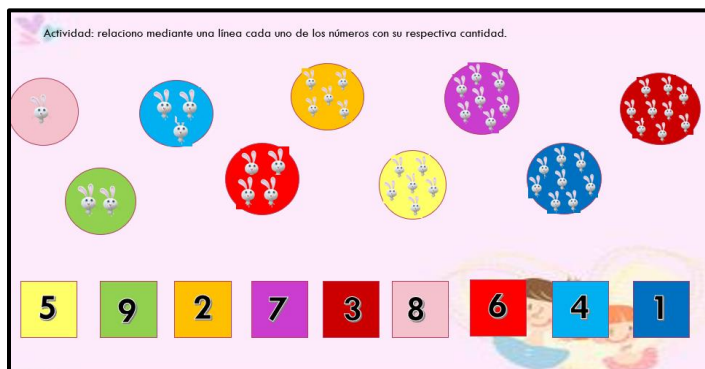 Actividad: relaciono mediante una línea cada uno de los números con su respectiva cantidad.
5 9 2 7 3 8 6 4 1